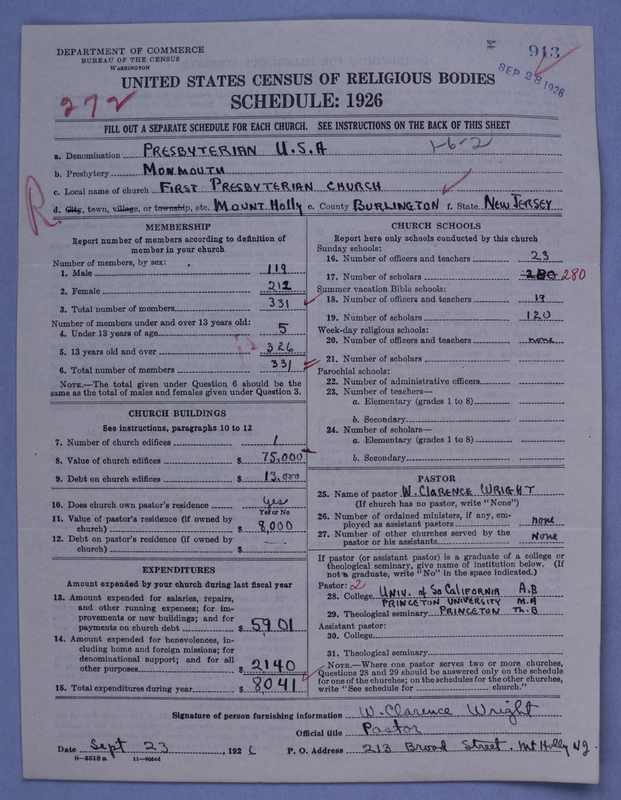 913
SEP 28 1926
DEPARTMENT OF COMMERCE
BUREAU OF THE CENSUS
WASHINGTON
UNITED STATES CENSUS OF RELIGIOUS BODIES
272
SCHEDULE: 1926
FILL OUT A SEPARATE SCHEDULE FOR EACH CHURCH. SEE INSTRUCTIONS ON THE BACK OF THIS SHEET
a. Denomination PRESBYTERIAN U.S.A 1-6-2
b. Presbytery MONMOUTH
c. Local name of church FIRST PRESBYTERIAN CHURCH
R
d. City, town, village, or township, etc. MOUNT HOLLY e. County BURLINGTON f. State NEW JERSEY
MEMBERSHIP
Report number of members according to definition of
member in your church
Number of members, by sex:
1. Male 119
2. Female 212
3. Total number of members 331
Number of members under and over 13 years old:
4. Under 13 years of age 5
5. 13 years old and over 326
6. Total number of members 331
NOTE.—The total given under Question 6 should be the
same as the total of males and females given under Question 3.
CHURCH BUILDINGS
See instructions, paragraphs 10 to 12
7. Number of church edifices 1
8. Value of church edifices $ 75,000
9. Debt on church edifices $ 13,000
10. Does church own pastor's residence yes
Yes or No
11. Value of pastor's residence (if owned by
church) $ 8,000
12. Debt on pastor's residence (if owned by
church) $ —
EXPENDITURES
Amount expended by your church during last fiscal year
13. Amount expended for salaries, repairs,
and other running expenses; for im-
provements or new buildings; and for
payments on church debt $ 5901
14. Amount expended for benevolences, in-
cluding home and foreign missions; for
denominational support; and for all
other purposes $ 2140
15. Total expenditures during year $ 8041
CHURCH SCHOOLS
Report here only schools conducted by this church
Sunday schools:
16. Number of officers and teachers 23
17. Number of scholars 280 280
Summer vacation Bible schools:
18. Number of officers and teachers 19
19. Number of scholars 120
Week-day religious schools:
20. Number of officers and teachers none
21. Number of scholars
Parochial schools:
22. Number of administrative officers
23. Number of teachers—
a. Elementary (grades 1 to 8)
b. Secondary
24. Number of scholars—
a. Elementary (grades 1 to 8)
b. Secondary
PASTOR
25. Name of pastor W. CLARENCE WRIGHT
(If church has no pastor, write "None")
26. Number of ordained ministers, if any, em-
ployed as assistant pastors none
27. Number of other churches served by the
pastor or his assistants NONE
If pastor (or assistant pastor) is a graduate of a college or
theological seminary, give name of institution below. (If
not a graduate, write "No" in the space indicated.)
Pastor: 2
28. College UNIV. of SO CALIFORNIA A.B
PRINCETON UNIVERSITY M.A
29. Theological seminary PRINCETON Th.B
Assistant pastor:
30. College
31. Theological seminary
NOTE.—Where one pastor serves two or more churches,
Questions 28 and 29 should be answered only on the schedule
for one of the churches; on the schedules for the other churches,
write "See schedule for church."
Signature of person furnishing information W. Clarence Wright
Official title Pastor
Date Sept 23, 1926 P. O. Address 213 Broad Street. Mt Holly NJ.
8—5518a 11—9056d